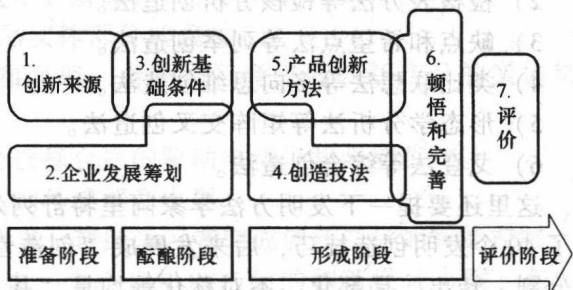 1.
创新来源
3.创新基
础条件
2.企业发展筹划
5.产品创新
方法
4.创造技法
6.
顿悟和完善
7.
评价
准备阶段
酝酿阶段
形成阶段
评价阶段